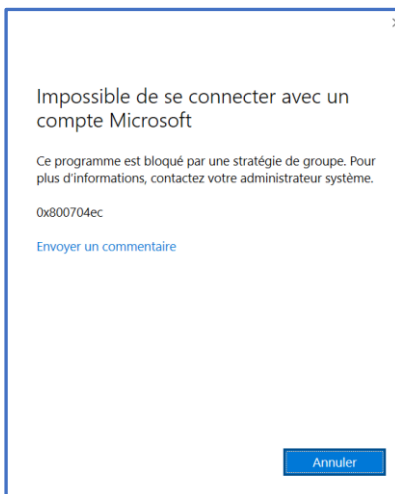 Impossible de se connecter avec un
compte Microsoft
Ce programme est bloqué par une stratégie de groupe. Pour
plus d'informations, contactez votre administrateur système.
0x800704ec
Envoyer un commentaire
Annuler